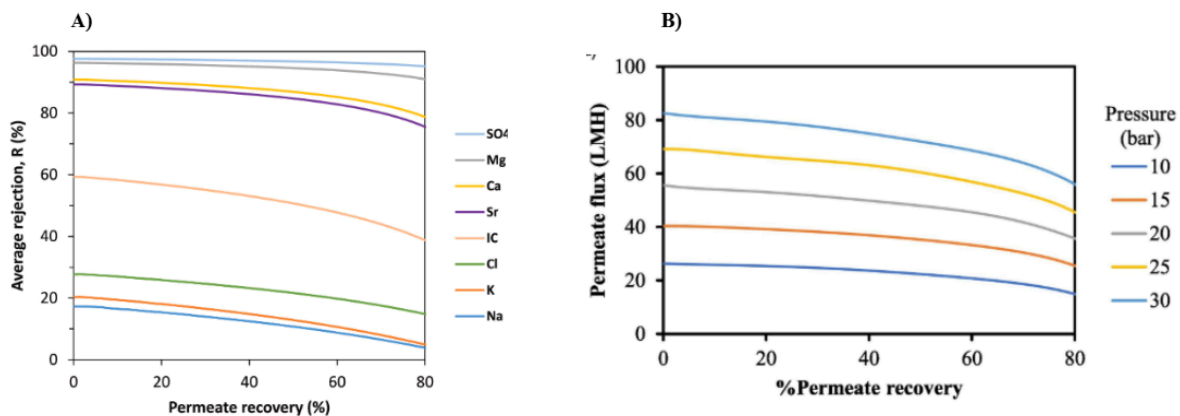 A)
100
80
60
40
20
0
Average rejection, R (%)
0 20 40 60 80
Permeate recovery (%)
SO4
Mg
Ca
Sr
IC
Cl
K
Na
B)
100
80
60
40
20
0
Permeate flux (LMH)
0 20 40 60 80
%Permeate recovery
Pressure
(bar)
10
15
20
25
30